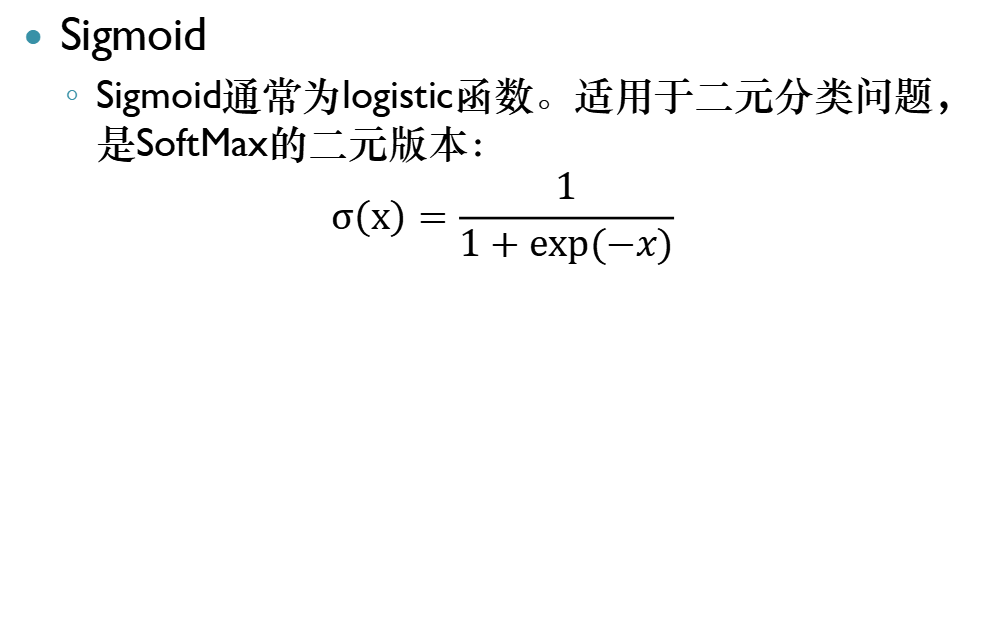 • Sigmoid
◦ Sigmoid通常为logistic函数。适用于二元分类问题，
是SoftMax的二元版本：
σ(x) = 1 / (1 + exp(−x))